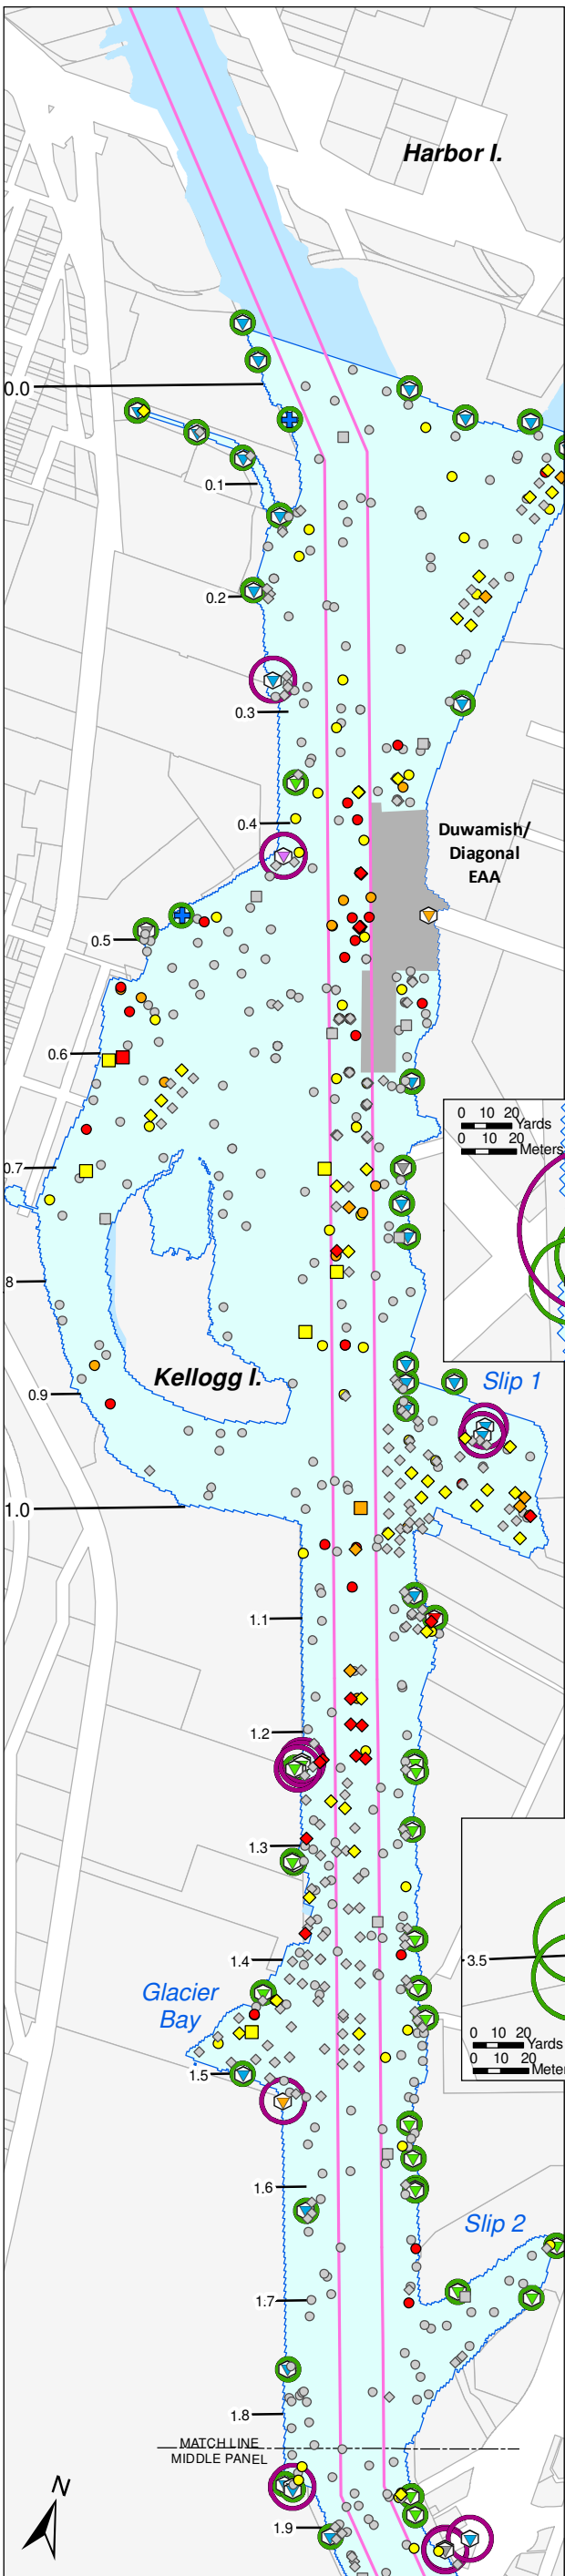 Harbor I.
0.0
0.1
0.2
0.3
0.4
Duwamish/
Diagonal
EAA
0.5
0.6
0 10 20 Yards
0 10 20 Meters
0.7
.8
Slip 1
Kellogg I.
0.9
1.0
1.1
1.2
1.3
1.4
3.5
Glacier
Bay
0 10 20 Yards
0 10 20 Meter
1.5
1.6
Slip 2
1.7
1.8
MATCH LINE
MIDDLE PANEL
N
1.9